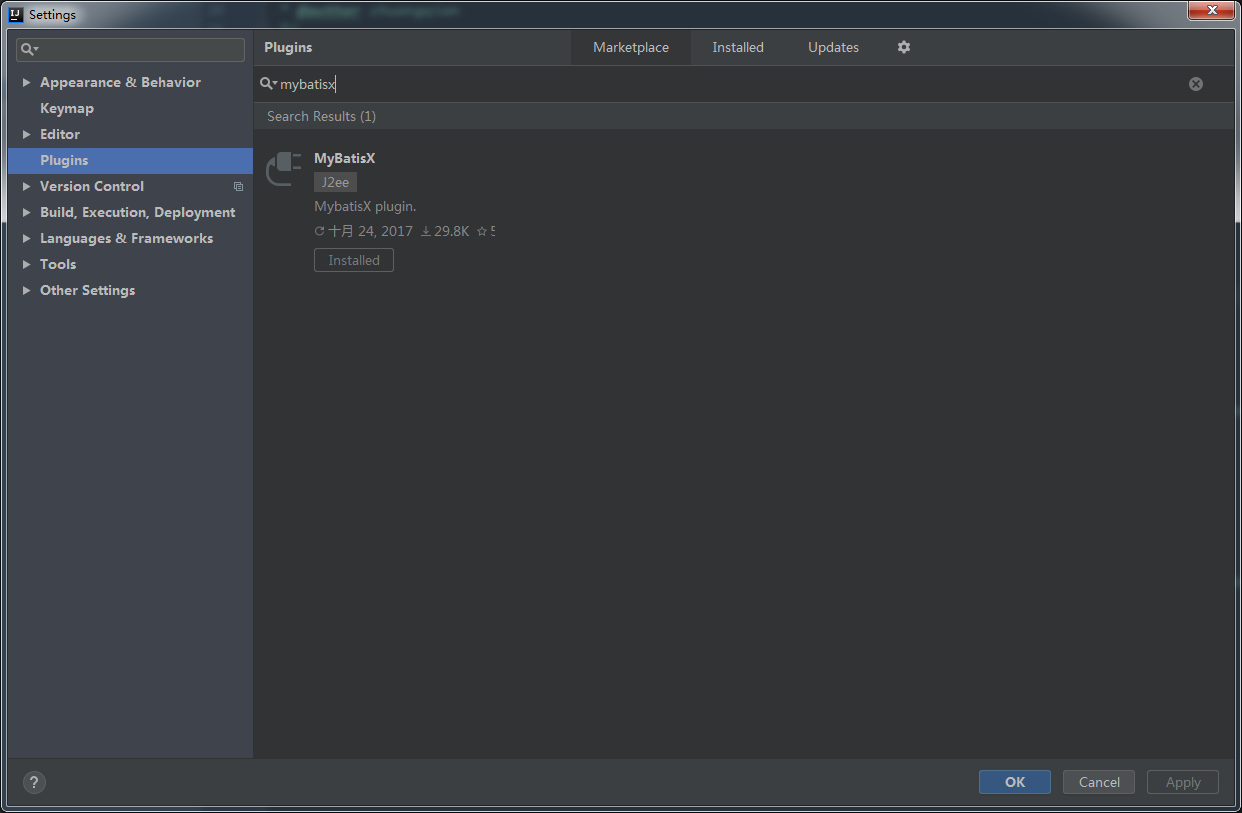 Settings
Plugins Marketplace Installed Updates
mybatisx
Search Results (1)
Appearance & Behavior
Keymap
Editor
Plugins
Version Control
Build, Execution, Deployment
Languages & Frameworks
Tools
Other Settings
MyBatisX
J2ee
MybatisX plugin.
十月 24, 2017 29.8K 5
Installed
? OK Cancel Apply